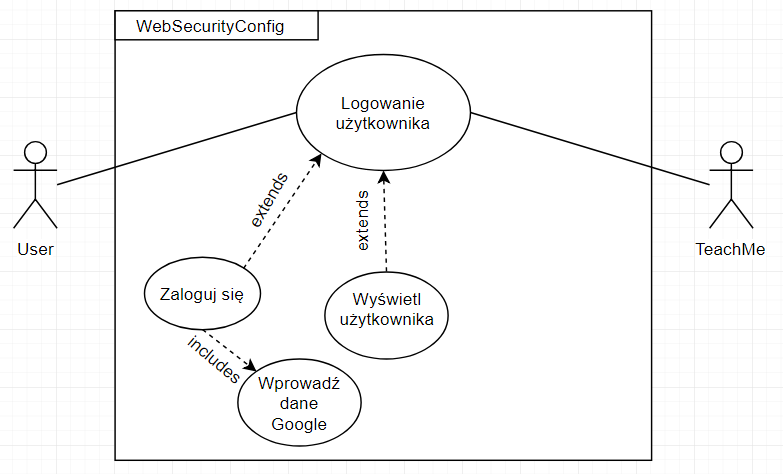 WebSecurityConfig
Logowanie
użytkownika
extends
extends
User
TeachMe
Zaloguj się
Wyświetl
użytkownika
includes
Wprowadź
dane
Google